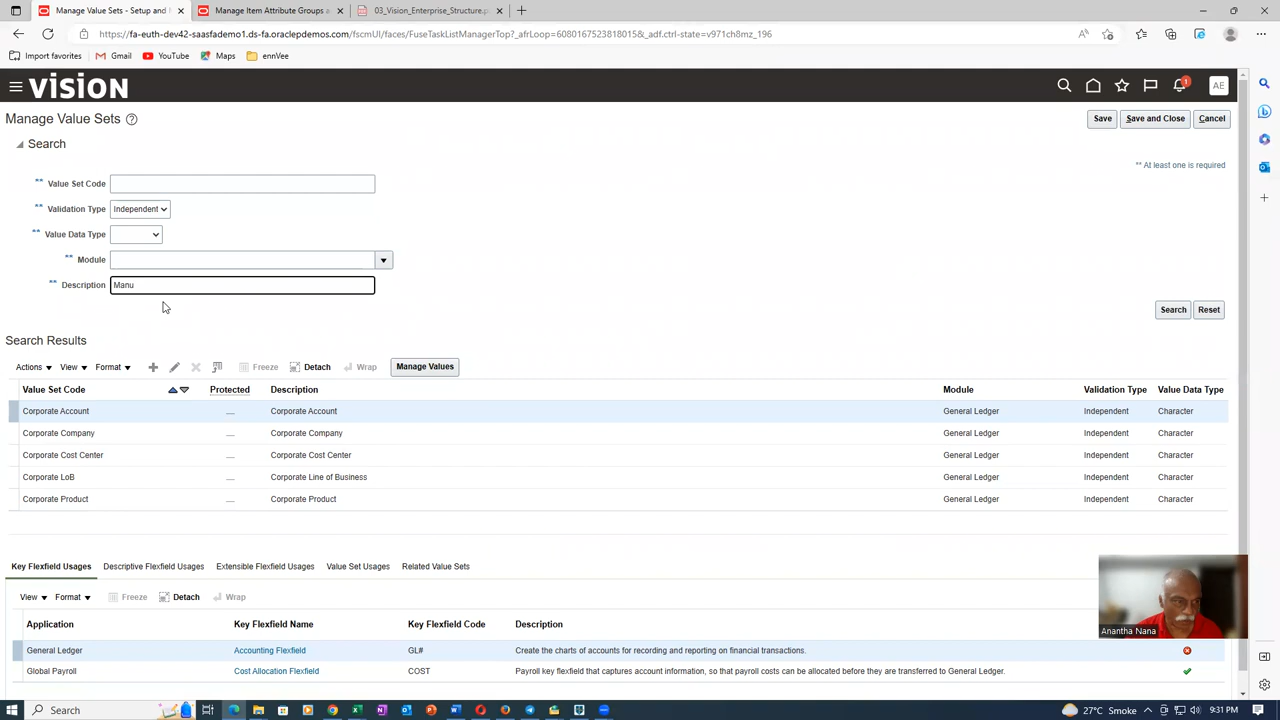 Manage Value Sets - Setup and
Manage Item Attribute Groups a
03_Vision_Enterprise_Structure.p
https://fa-euth-dev42-saasfademo1.ds-fa.oraclepdemos.com/fscmUI/faces/FuseTaskListManagerTop?_afrLoop=6080167523818015&_adf.ctrl-state=v971ch8mz_196
Import favorites Gmail YouTube Maps ennVee
VISION
1
AE
Manage Value Sets
Save Save and Close Cancel
Search
** At least one is required
** Value Set Code
** Validation Type Independent
** Value Data Type
** Module
** Description Manu
Search Reset
Search Results
Actions View Format Freeze Detach Wrap Manage Values
Value Set Code Protected Description Module Validation Type Value Data Type
Corporate Account Corporate Account General Ledger Independent Character
Corporate Company Corporate Company General Ledger Independent Character
Corporate Cost Center Corporate Cost Center General Ledger Independent Character
Corporate LoB Corporate Line of Business General Ledger Independent Character
Corporate Product Corporate Product General Ledger Independent Character
Key Flexfield Usages Descriptive Flexfield Usages Extensible Flexfield Usages Value Set Usages Related Value Sets
View Format Freeze Detach Wrap
Application Key Flexfield Name Key Flexfield Code Description
General Ledger Accounting Flexfield GL# Create the charts of accounts for recording and reporting on financial transactions.
Global Payroll Cost Allocation Flexfield COST Payroll key flexfield that captures account information, so that payroll costs can be allocated before they are transferred to General Ledger.
Anantha Nana
Search
27°C Smoke
9:31 PM